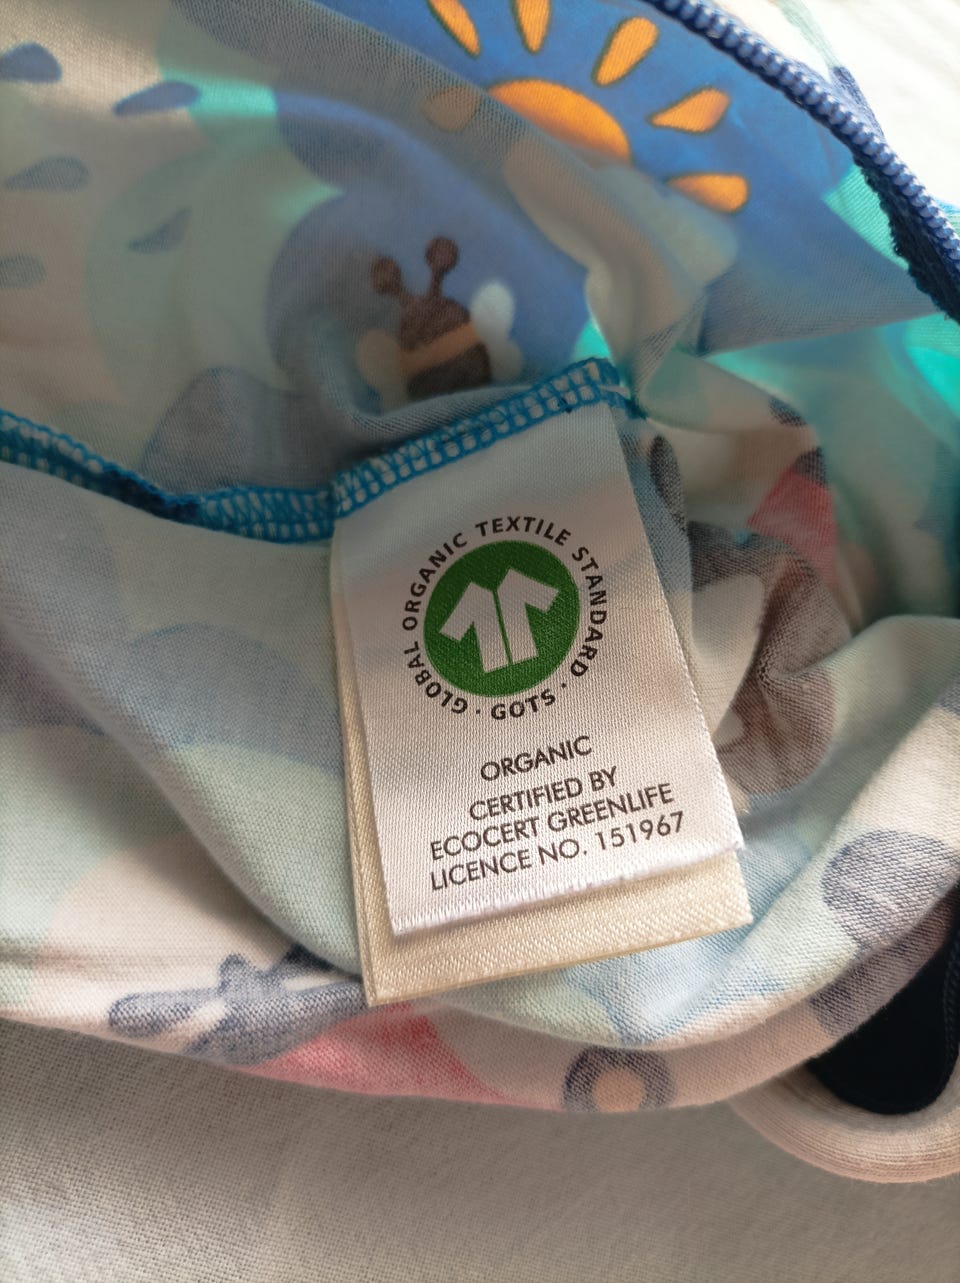 GLOBAL ORGANIC TEXTILE STANDARD · GOTS ·
ORGANIC
CERTIFIED BY
ECOCERT GREENLIFE
LICENCE NO. 151967